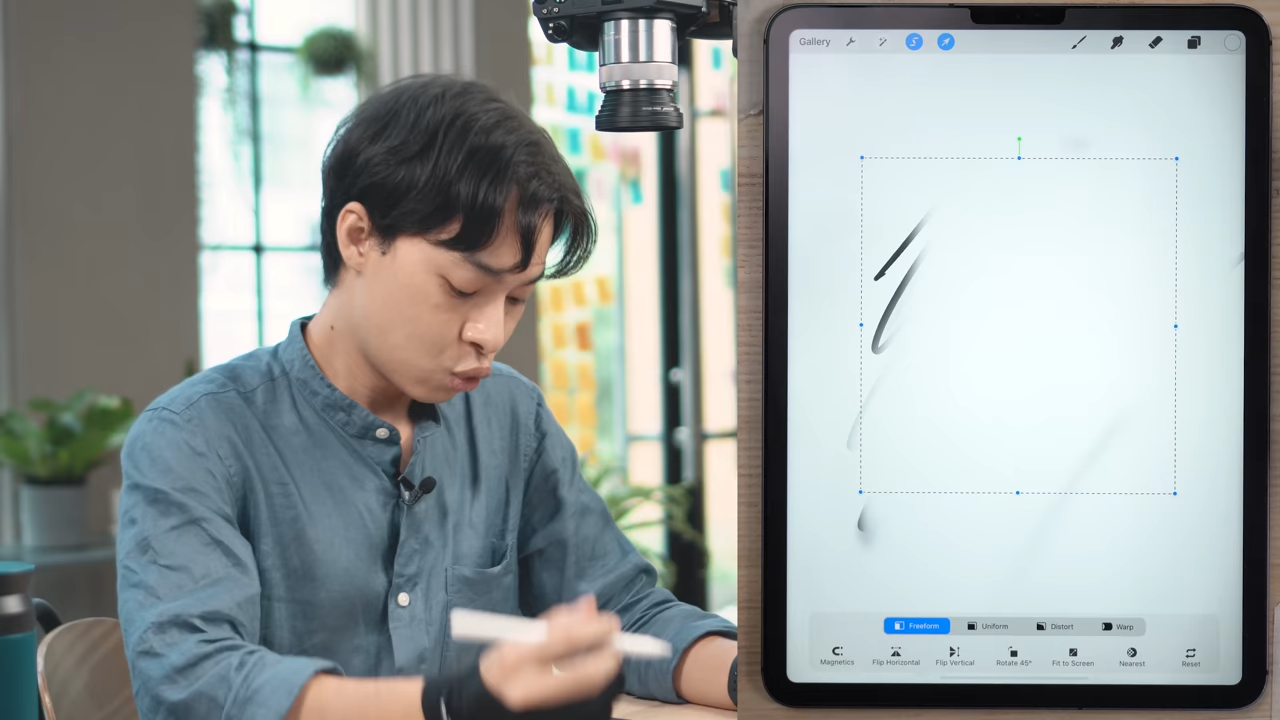 Gallery
Freeform Uniform Distort Warp
Magnetics Flip Horizontal Flip Vertical Rotate 45° Fit to Screen Nearest Reset